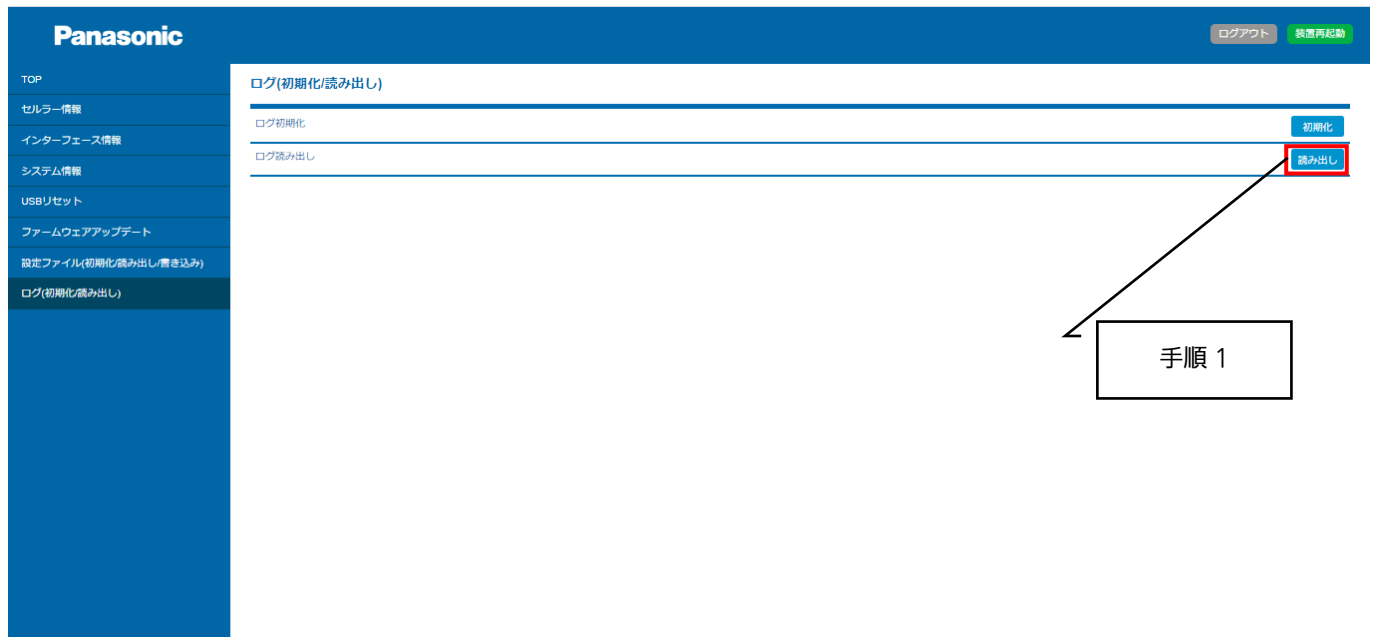 Panasonic
ログアウト
装置再起動
TOP
セルラー情報
インターフェース情報
システム情報
USBリセット
ファームウェアアップデート
設定ファイル(初期化/読み出し/書き込み)
ログ(初期化/読み出し)
ログ(初期化/読み出し)
ログ初期化
初期化
ログ読み出し
読み出し
手順 1